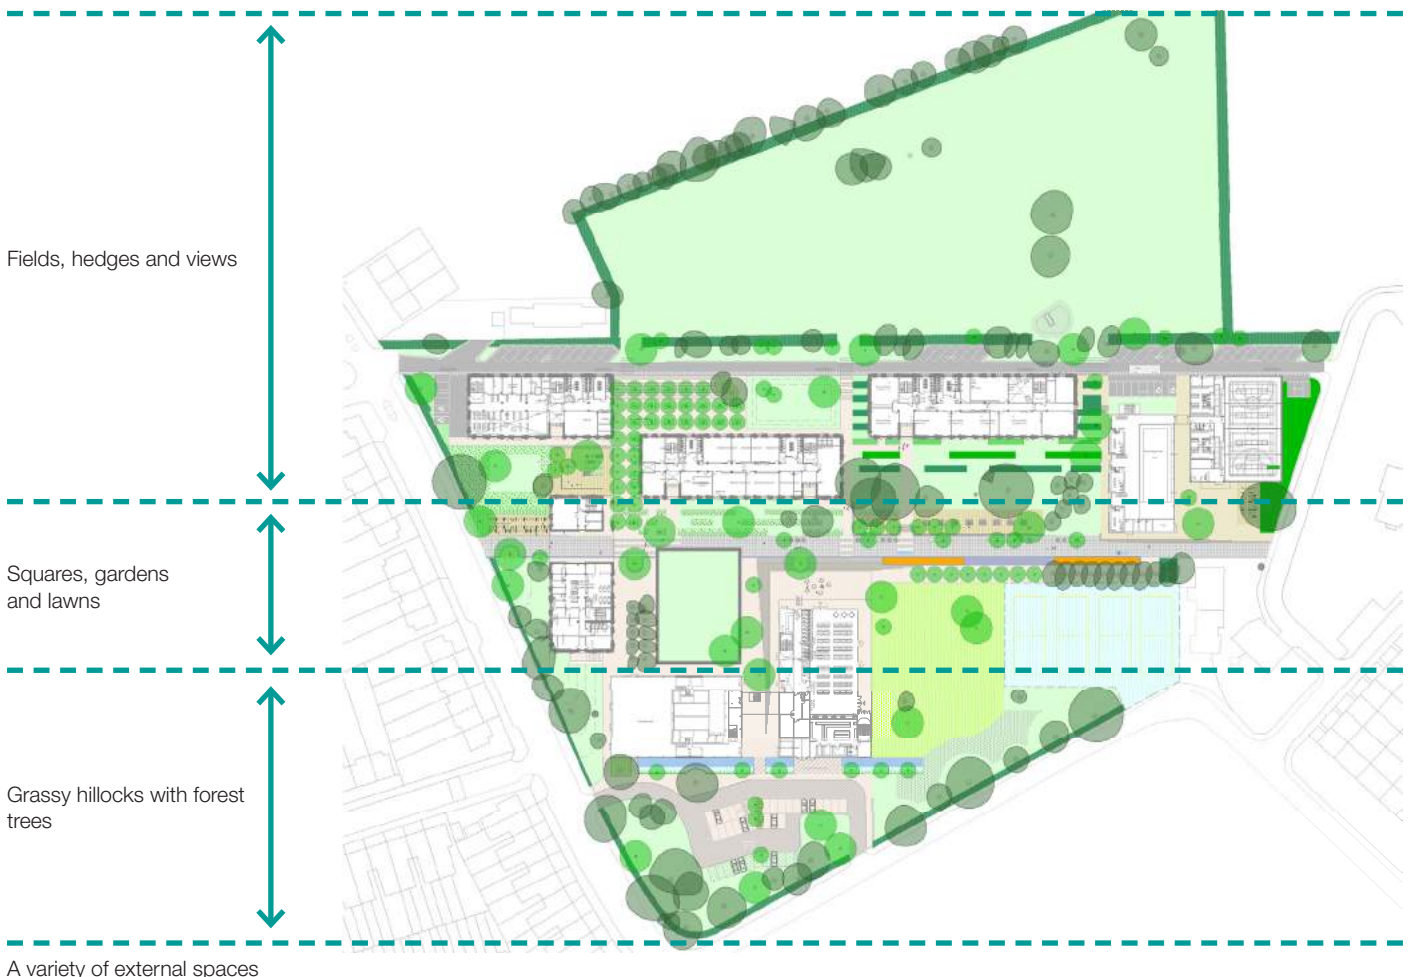 Fields, hedges and views
Squares, gardens
and lawns
Grassy hillocks with forest
trees
A variety of external spaces